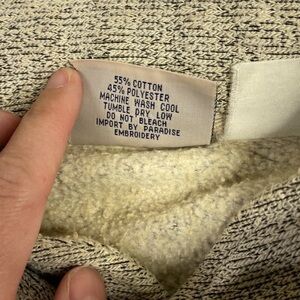 55% COTTON
45% POLYESTER
MACHINE WASH COOL
TUMBLE DRY LOW
DO NOT BLEACH
IMPORT BY PARADISE
EMBROIDERY